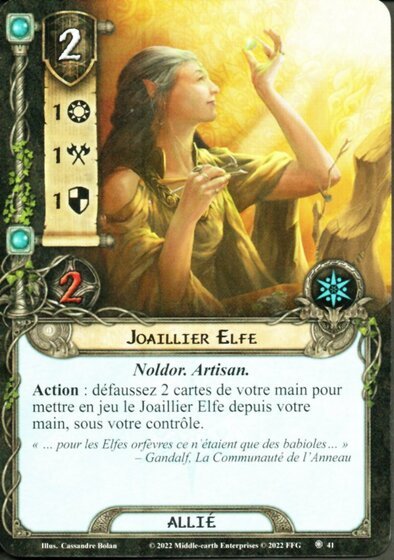 2
1
1
1
2
JOAILLIER ELFE
Noldor. Artisan.
Action : défaussez 2 cartes de votre main pour
mettre en jeu le Joaillier Elfe depuis votre
main, sous votre contrôle.
« … pour les Elfes orfèvres ce n'étaient que des babioles… »
– Gandalf, La Communauté de l'Anneau
ALLIÉ
Illus. Cassandre Bolan © 2022 Middle-earth Enterprises © 2022 FFG 41